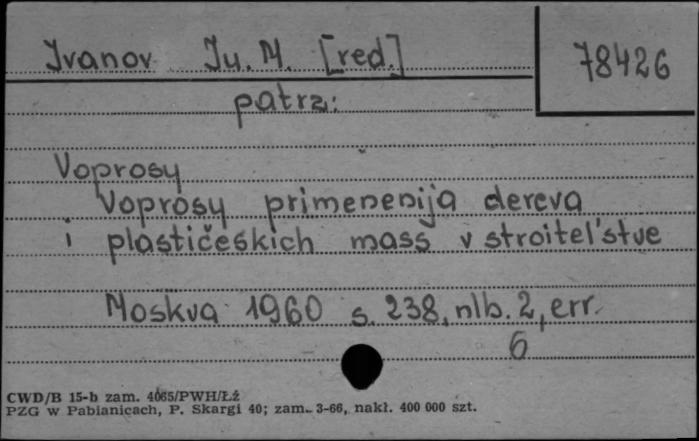 Ivanov Ju. M. [red.]
78426
patrz:
Voprosy
Voprosy primenenija dereva
i plastičeskich mass v stroitel'stve
Moskva 1960 s. 238, nlb. 2, err.
6
CWD/B 15-b zam. 4065/PWH/Łź
PZG w Pabianicach, P. Skargi 40; zam. 3-66, nakł. 400 000 szt.